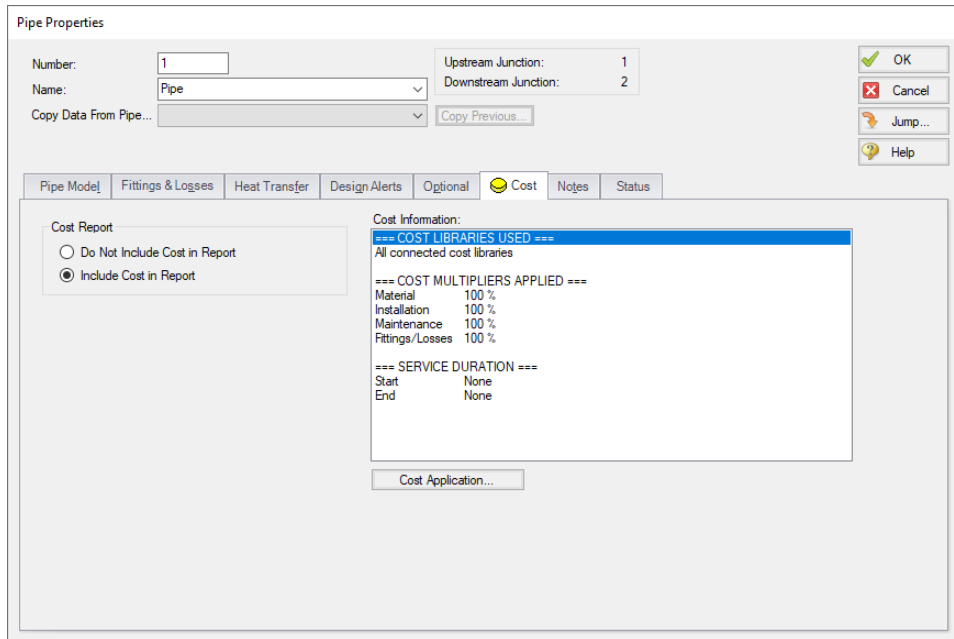 Pipe Properties
Number: 1
Name: Pipe
Copy Data From Pipe...
Copy Previous...
Upstream Junction: 1
Downstream Junction: 2
OK
Cancel
Jump...
Help
Pipe Model Fittings & Losses Heat Transfer Design Alerts Optional Cost Notes Status
Cost Report
Do Not Include Cost in Report
Include Cost in Report
Cost Information:
=== COST LIBRARIES USED ===
All connected cost libraries
=== COST MULTIPLIERS APPLIED ===
Material 100 %
Installation 100 %
Maintenance 100 %
Fittings/Losses 100 %
=== SERVICE DURATION ===
Start None
End None
Cost Application...